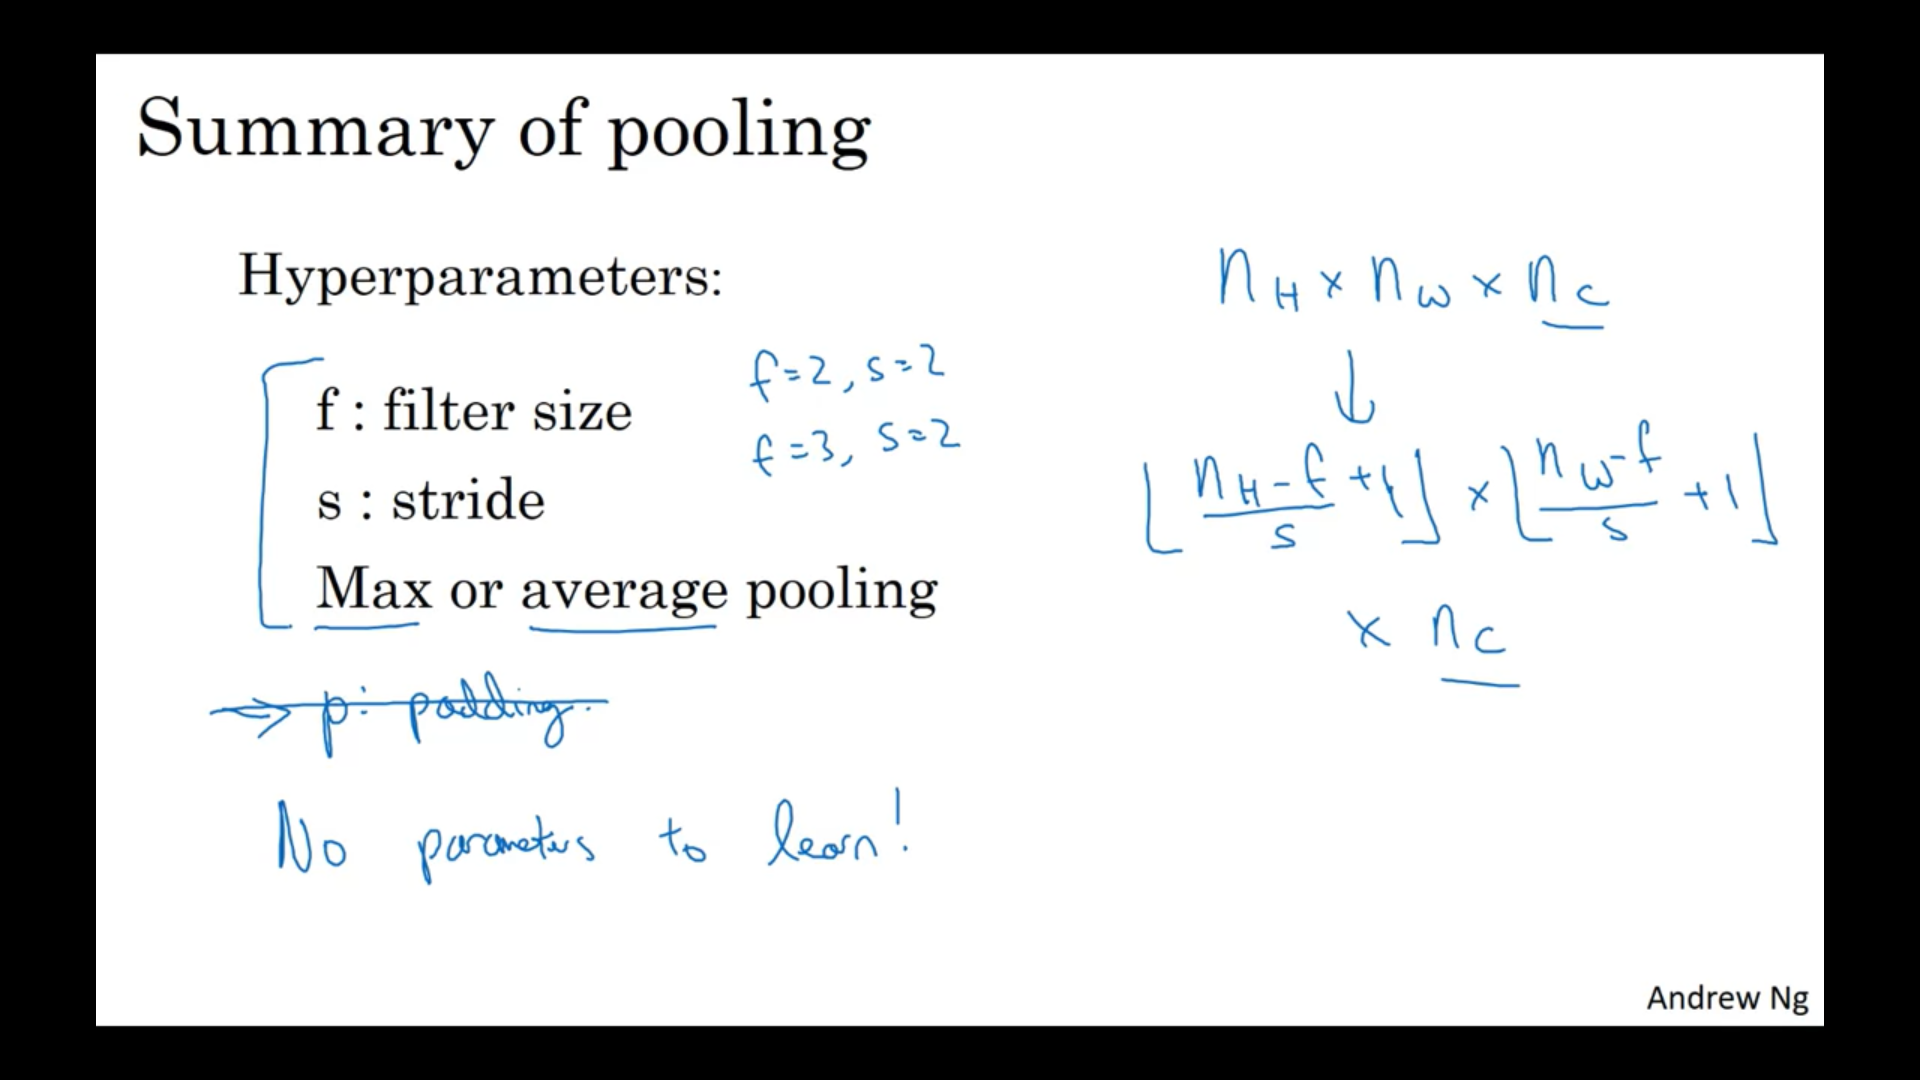 Summary of pooling
Hyperparameters:
f : filter size
f=2, s=2
f=3, s=2
s : stride
Max or average pooling
→ p: padding.
No parameters to learn!
n_H × n_W × n_C
↓
⌊(n_H - f)/s + 1⌋ × ⌊(n_W - f)/s + 1⌋
× n_C
Andrew Ng